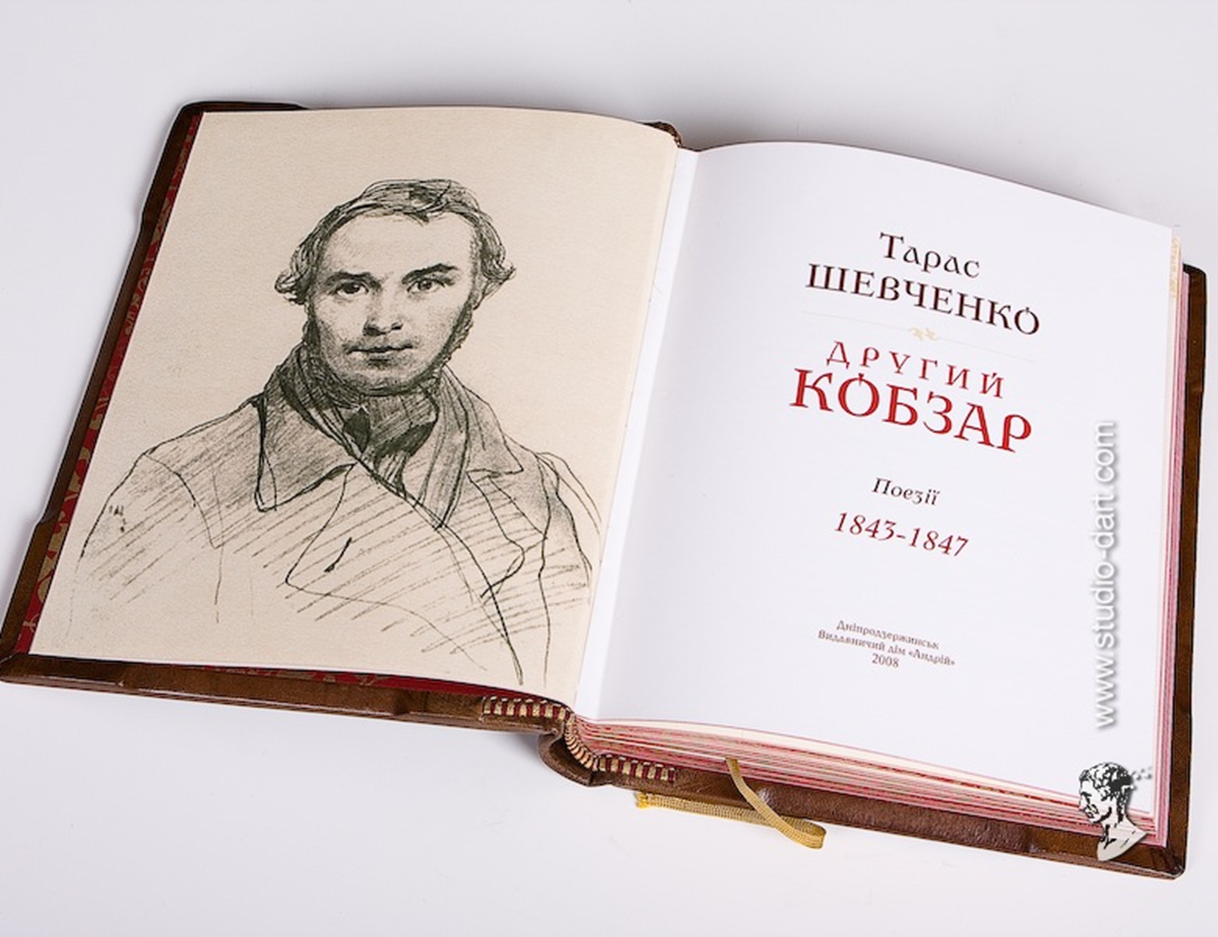 Тарас
ШЕВЧЕНКО
ДРУГИЙ
КОБЗАР
Поезії
1843-1847
Дніпродзержинськ
Видавничий дім «Андрій»
2008
www.studio-dart.com